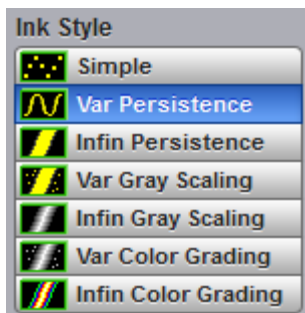 Ink Style
Simple
Var Persistence
Infin Persistence
Var Gray Scaling
Infin Gray Scaling
Var Color Grading
Infin Color Grading